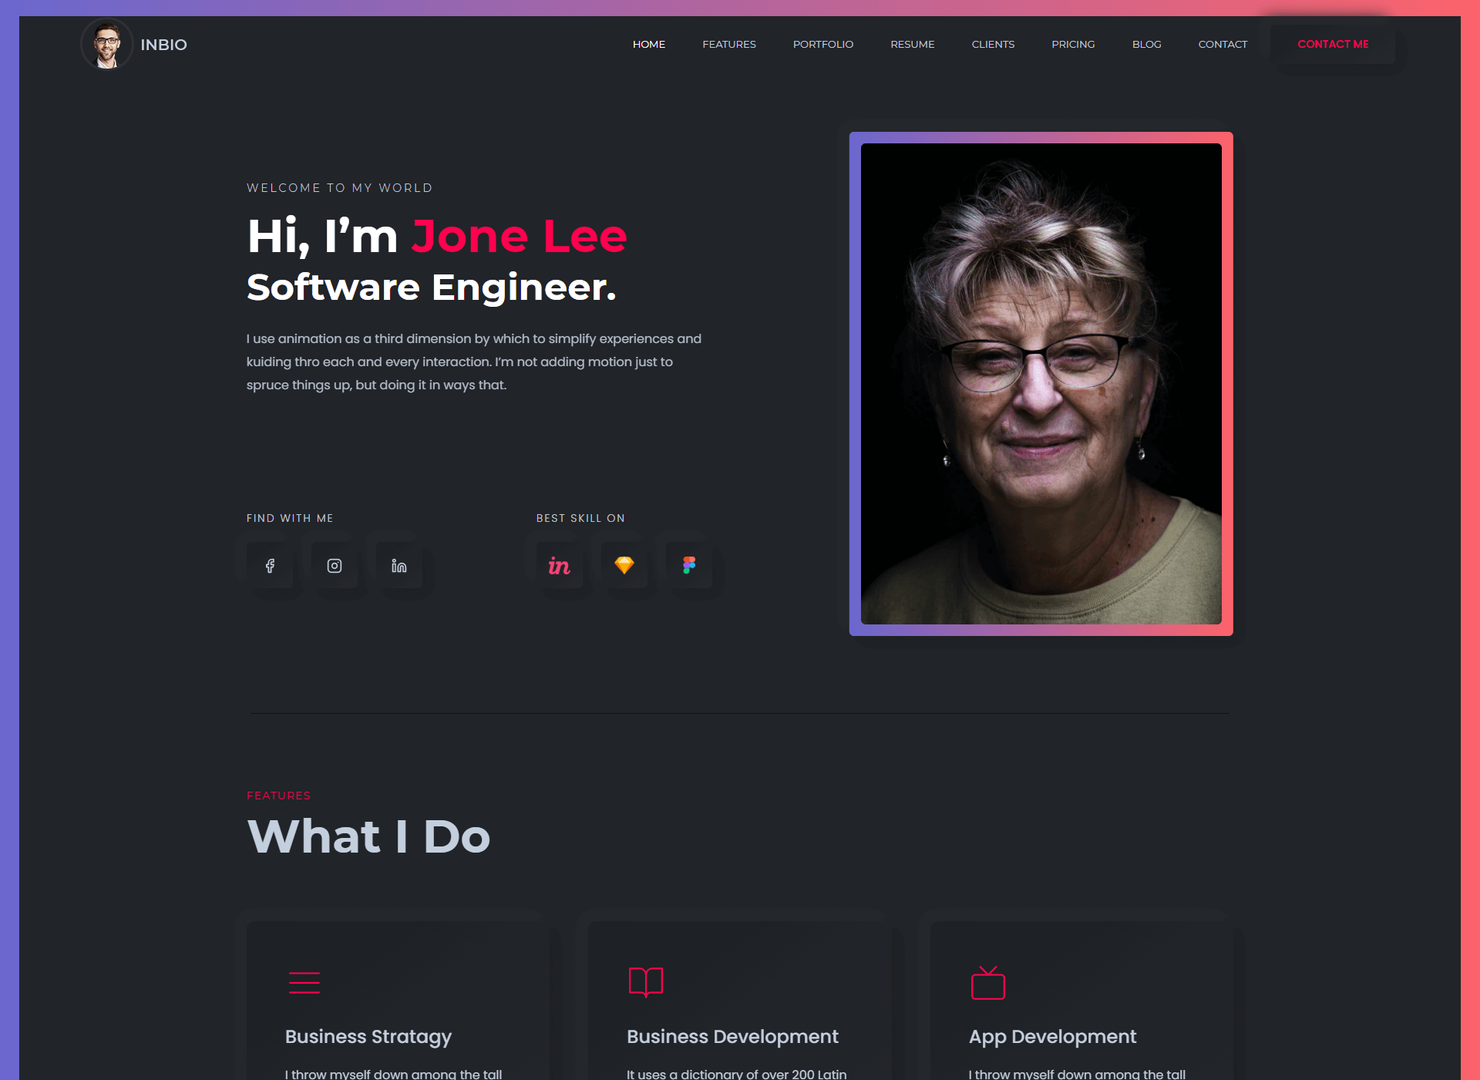 INBIO
HOME FEATURES PORTFOLIO RESUME CLIENTS PRICING BLOG CONTACT CONTACT ME
WELCOME TO MY WORLD
Hi, I’m Jone Lee
Software Engineer.
I use animation as a third dimension by which to simplify experiences and
kuiding thro each and every interaction. I’m not adding motion just to
spruce things up, but doing it in ways that.
FIND WITH ME
BEST SKILL ON
in
in
FEATURES
What I Do
Business Stratagy
I throw myself down among the tall
Business Development
It uses a dictionary of over 200 Latin
App Development
I throw myself down among the tall